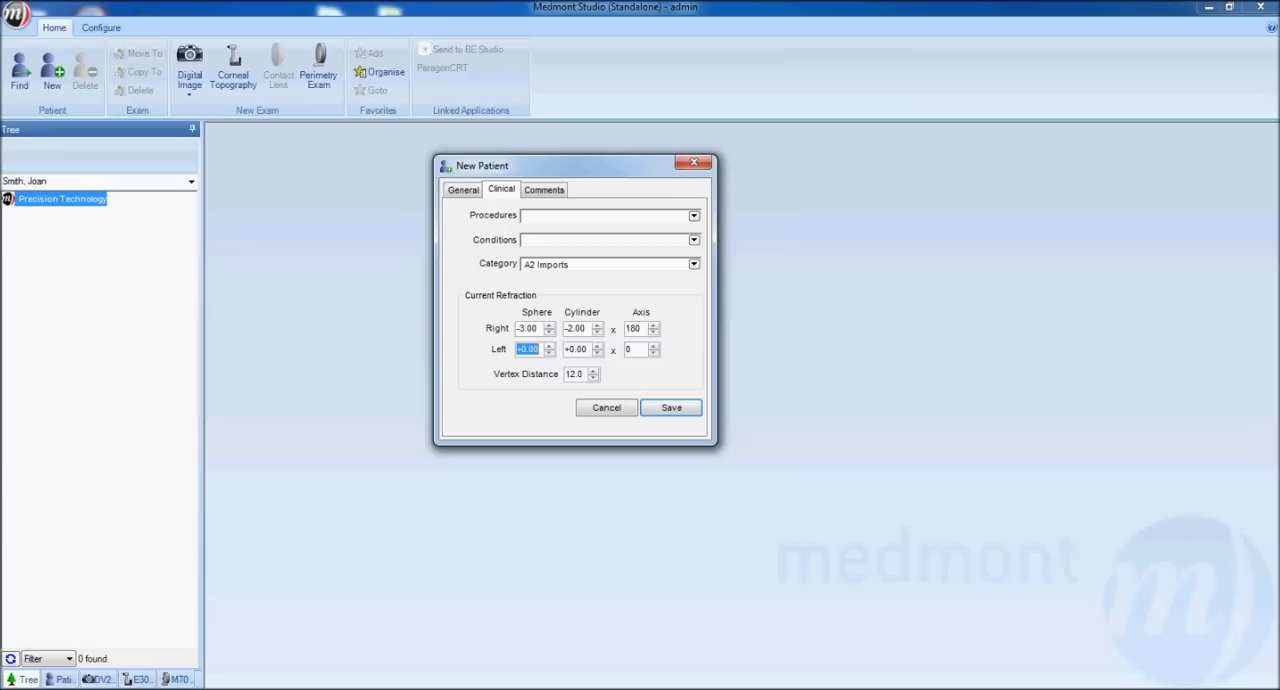 Medmont Studio (Standalone) - admin
Home Configure
Find New Delete
Patient
Move To
Copy To
Delete
Exam
Digital Image
Corneal Topography
Contact Lens
Perimetry Exam
New Exam
Add
Organise
Goto
Favorites
Send to BE Studio
ParagonCRT
Linked Applications
Tree
Smith, Joan
Precision Technology
New Patient
General Clinical Comments
Procedures
Conditions
Category A2 Imports
Current Refraction
Sphere Cylinder Axis
Right -3.00 -2.00 x 180
Left +0.00 +0.00 x 0
Vertex Distance 12.0
Cancel Save
medmont
m
Filter 0 found
Tree Pati.. DV2.. E30.. M70..